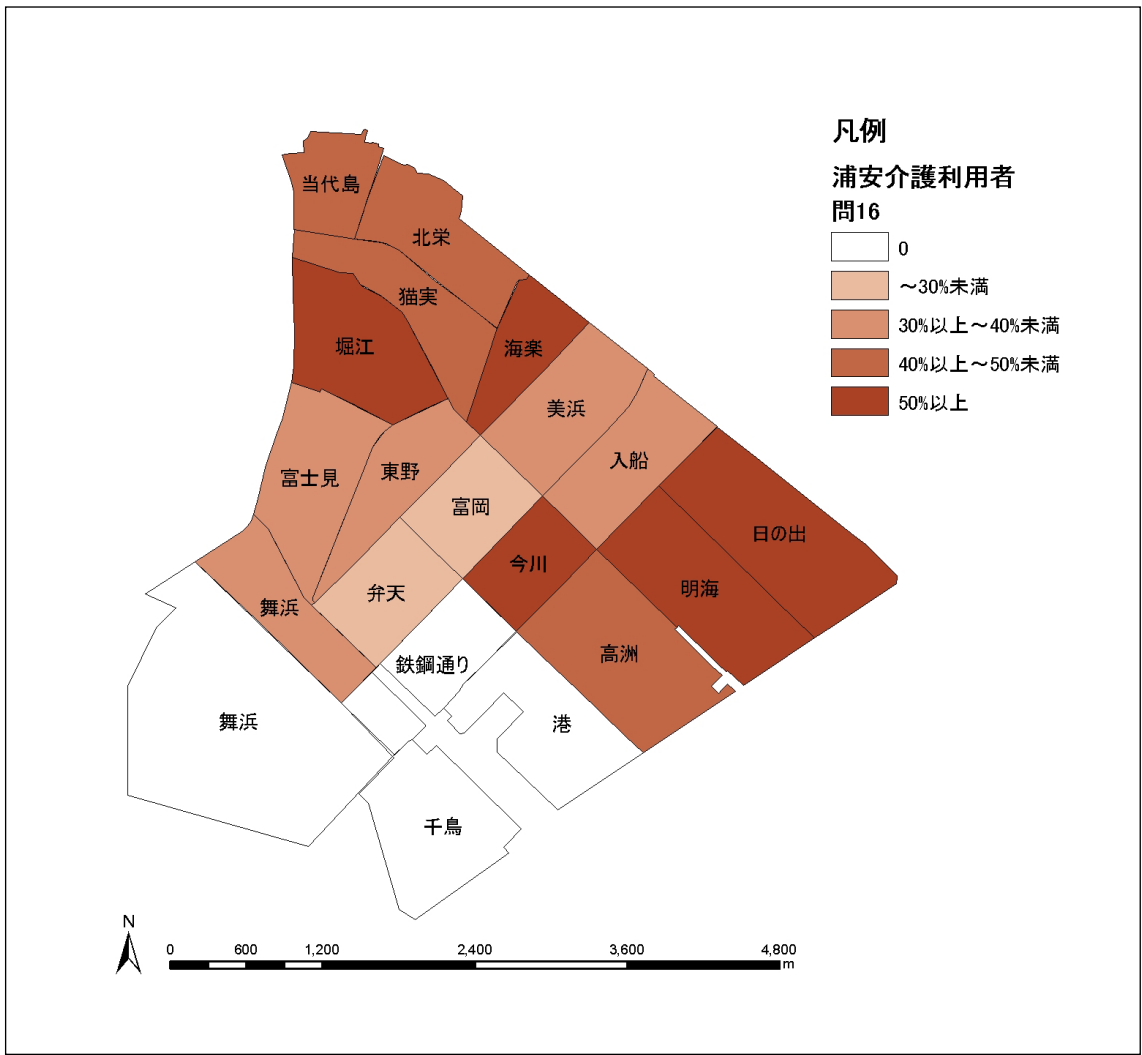 凡例
浦安介護利用者
問16
0
～30%未満
30%以上～40%未満
40%以上～50%未満
50%以上
当代島
北栄
猫実
堀江
海楽
美浜
入船
東野
富士見
富岡
日の出
今川
明海
弁天
舞浜
高洲
鉄鋼通り
舞浜
港
千鳥
N
0 600 1,200 2,400 3,600 4,800
m